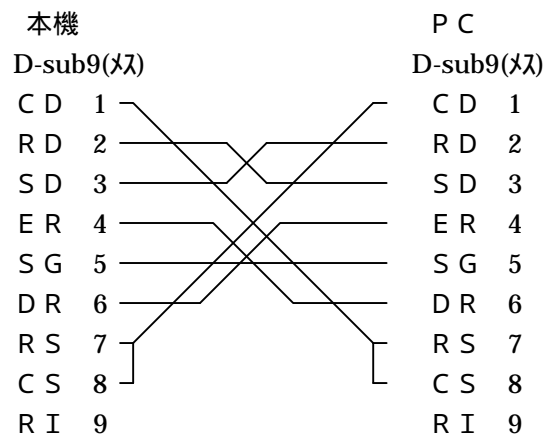 本機 ＰＣ
D-sub9(ﾒｽ) D-sub9(ﾒｽ)
ＣＤ 1 ＣＤ 1
ＲＤ 2 ＲＤ 2
ＳＤ 3 ＳＤ 3
ＥＲ 4 ＥＲ 4
ＳＧ 5 ＳＧ 5
ＤＲ 6 ＤＲ 6
ＲＳ 7 ＲＳ 7
ＣＳ 8 ＣＳ 8
ＲＩ 9 ＲＩ 9